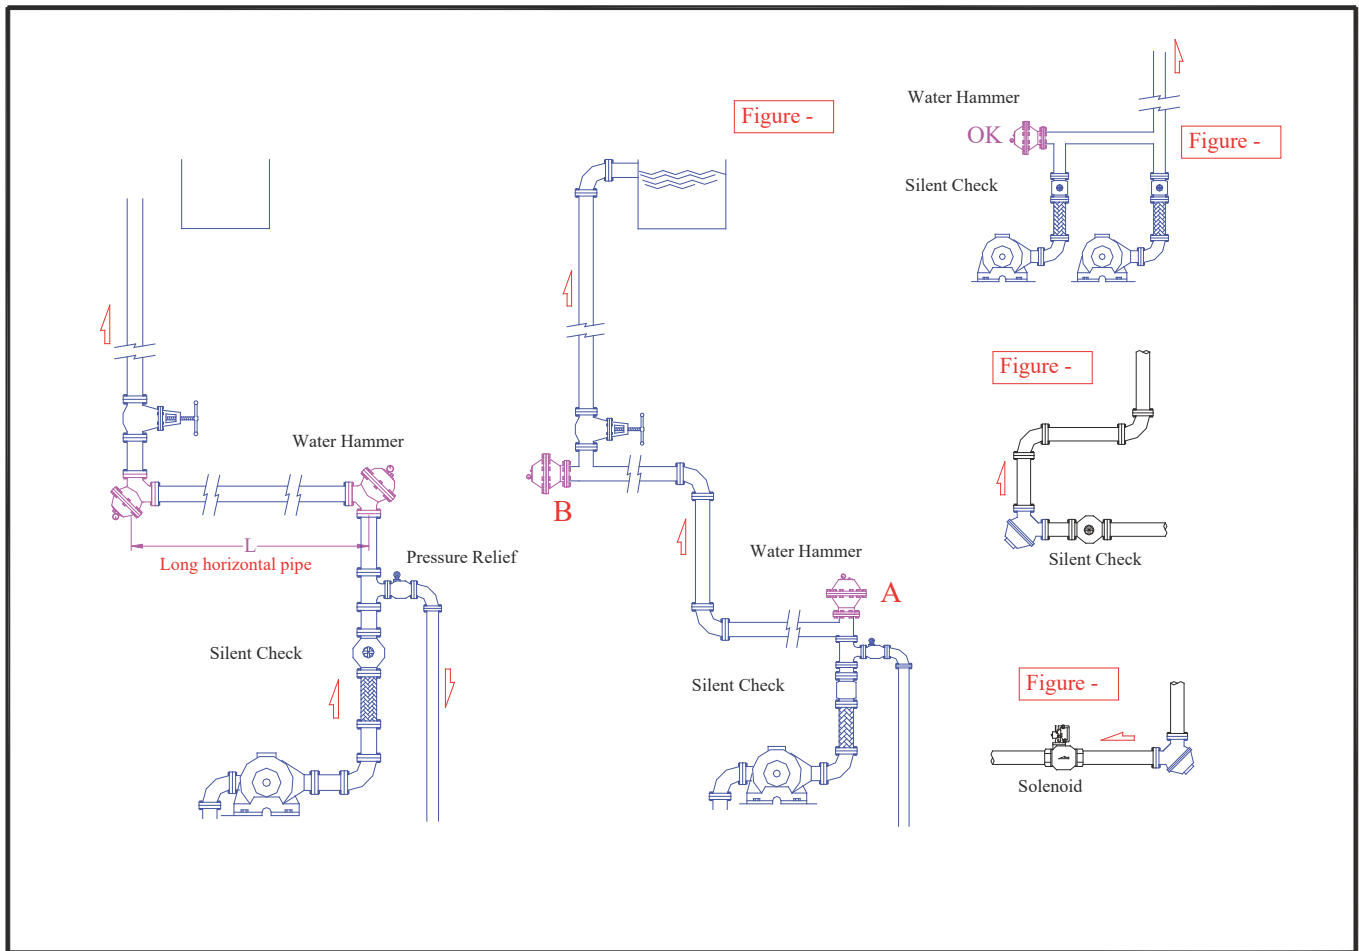 Water Hammer
L
Long horizontal pipe
Pressure Relief
Silent Check
Figure -
B
Water Hammer
A
Silent Check
Water Hammer
OK
Figure -
Silent Check
Figure -
Silent Check
Figure -
Solenoid